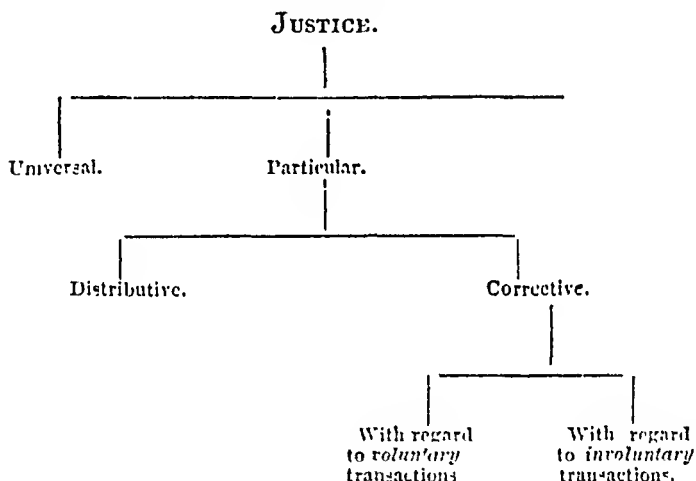 JUSTICE.
Universal. Particular.
Distributive. Corrective.
With regard With regard
to voluntary to involuntary
transactions transactions.